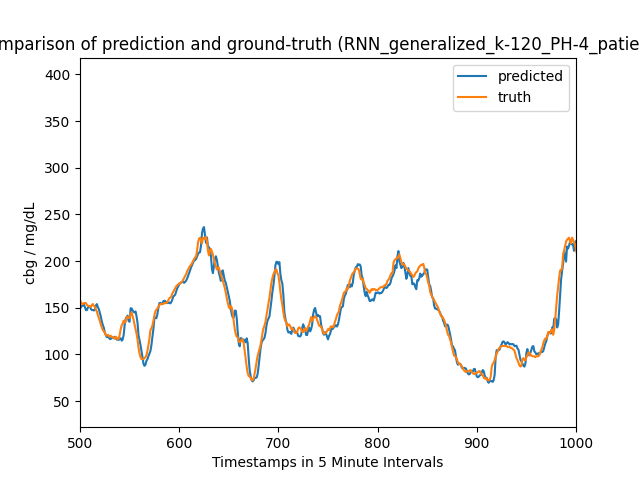 mparison of prediction and ground-truth (RNN_generalized_k-120_PH-4_patie
predicted
truth
cbg / mg/dL
400
350
300
250
200
150
100
50
500 600 700 800 900 1000
Timestamps in 5 Minute Intervals